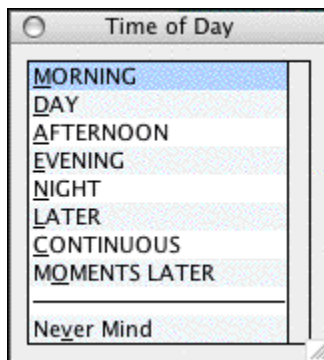 Time of Day
MORNING
DAY
AFTERNOON
EVENING
NIGHT
LATER
CONTINUOUS
MOMENTS LATER
Never Mind